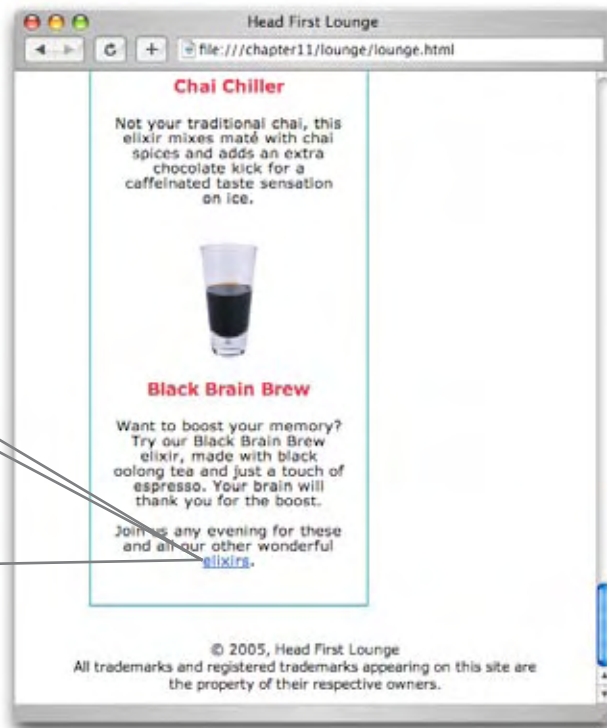 Head First Lounge
file:///chapter11/lounge/lounge.html
Chai Chiller
Not your traditional chai, this
elixir mixes maté with chai
spices and adds an extra
chocolate kick for a
caffeinated taste sensation
on ice.
Black Brain Brew
Want to boost your memory?
Try our Black Brain Brew
elixir, made with black
oolong tea and just a touch of
espresso. Your brain will
thank you for the boost.
Join us any evening for these
and all our other wonderful
elixirs.
© 2005, Head First Lounge
All trademarks and registered trademarks appearing on this site are
the property of their respective owners.